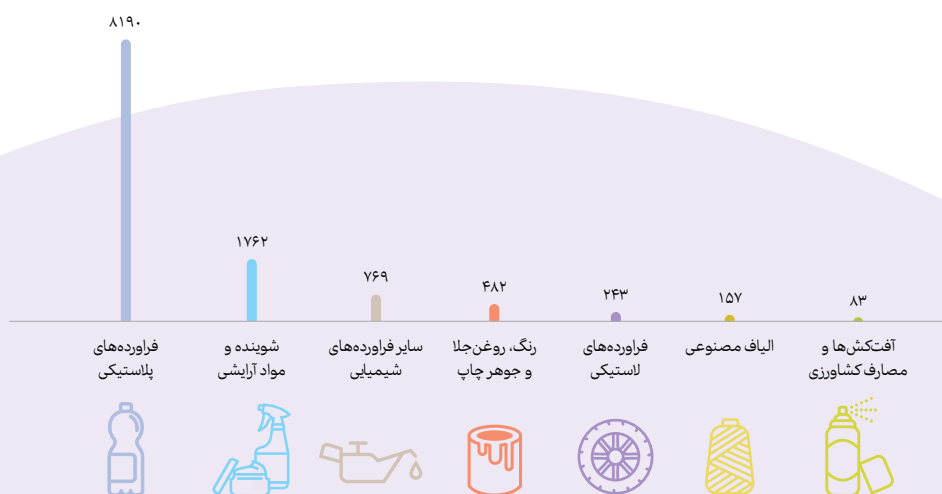 ۸۱۹۰
۱۷۶۲
۷۶۹
۴۸۲
۲۴۳
۱۵۷
۸۳
فراورده‌های
پلاستیکی
شوینده و
مواد آرایشی
سایر فراورده‌های
شیمیایی
رنگ، روغن‌جلا
و جوهر چاپ
فراورده‌های
لاستیکی
الیاف مصنوعی
آفت‌کش‌ها و
مصارف کشاورزی